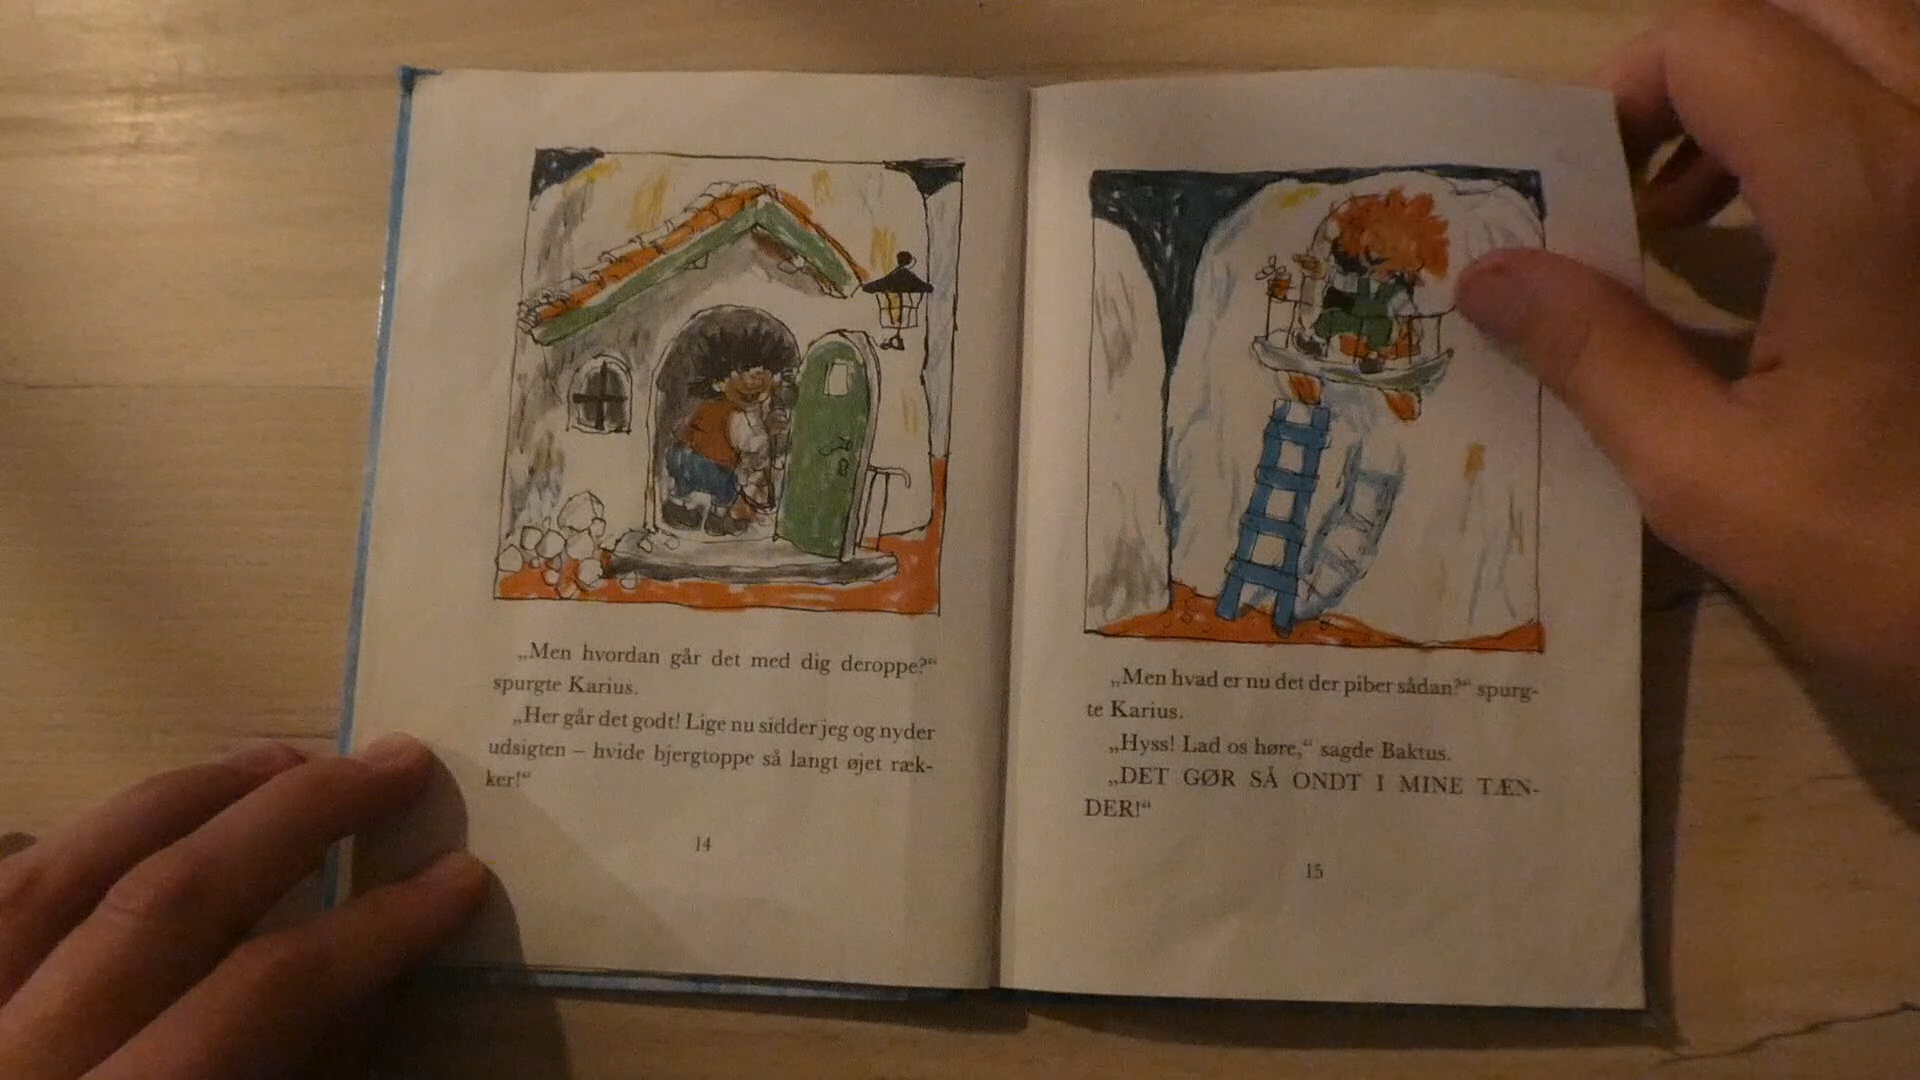 „Men hvordan går det med dig deroppe?“
spurgte Karius.
„Her går det godt! Lige nu sidder jeg og nyder
udsigten – hvide bjergtoppe så langt øjet ræk-
ker!“
14
„Men hvad er nu det der piber sådan?“ spurg-
te Karius.
„Hyss! Lad os høre,“ sagde Baktus.
„DET GØR SÅ ONDT I MINE TÆN-
DER!“
15